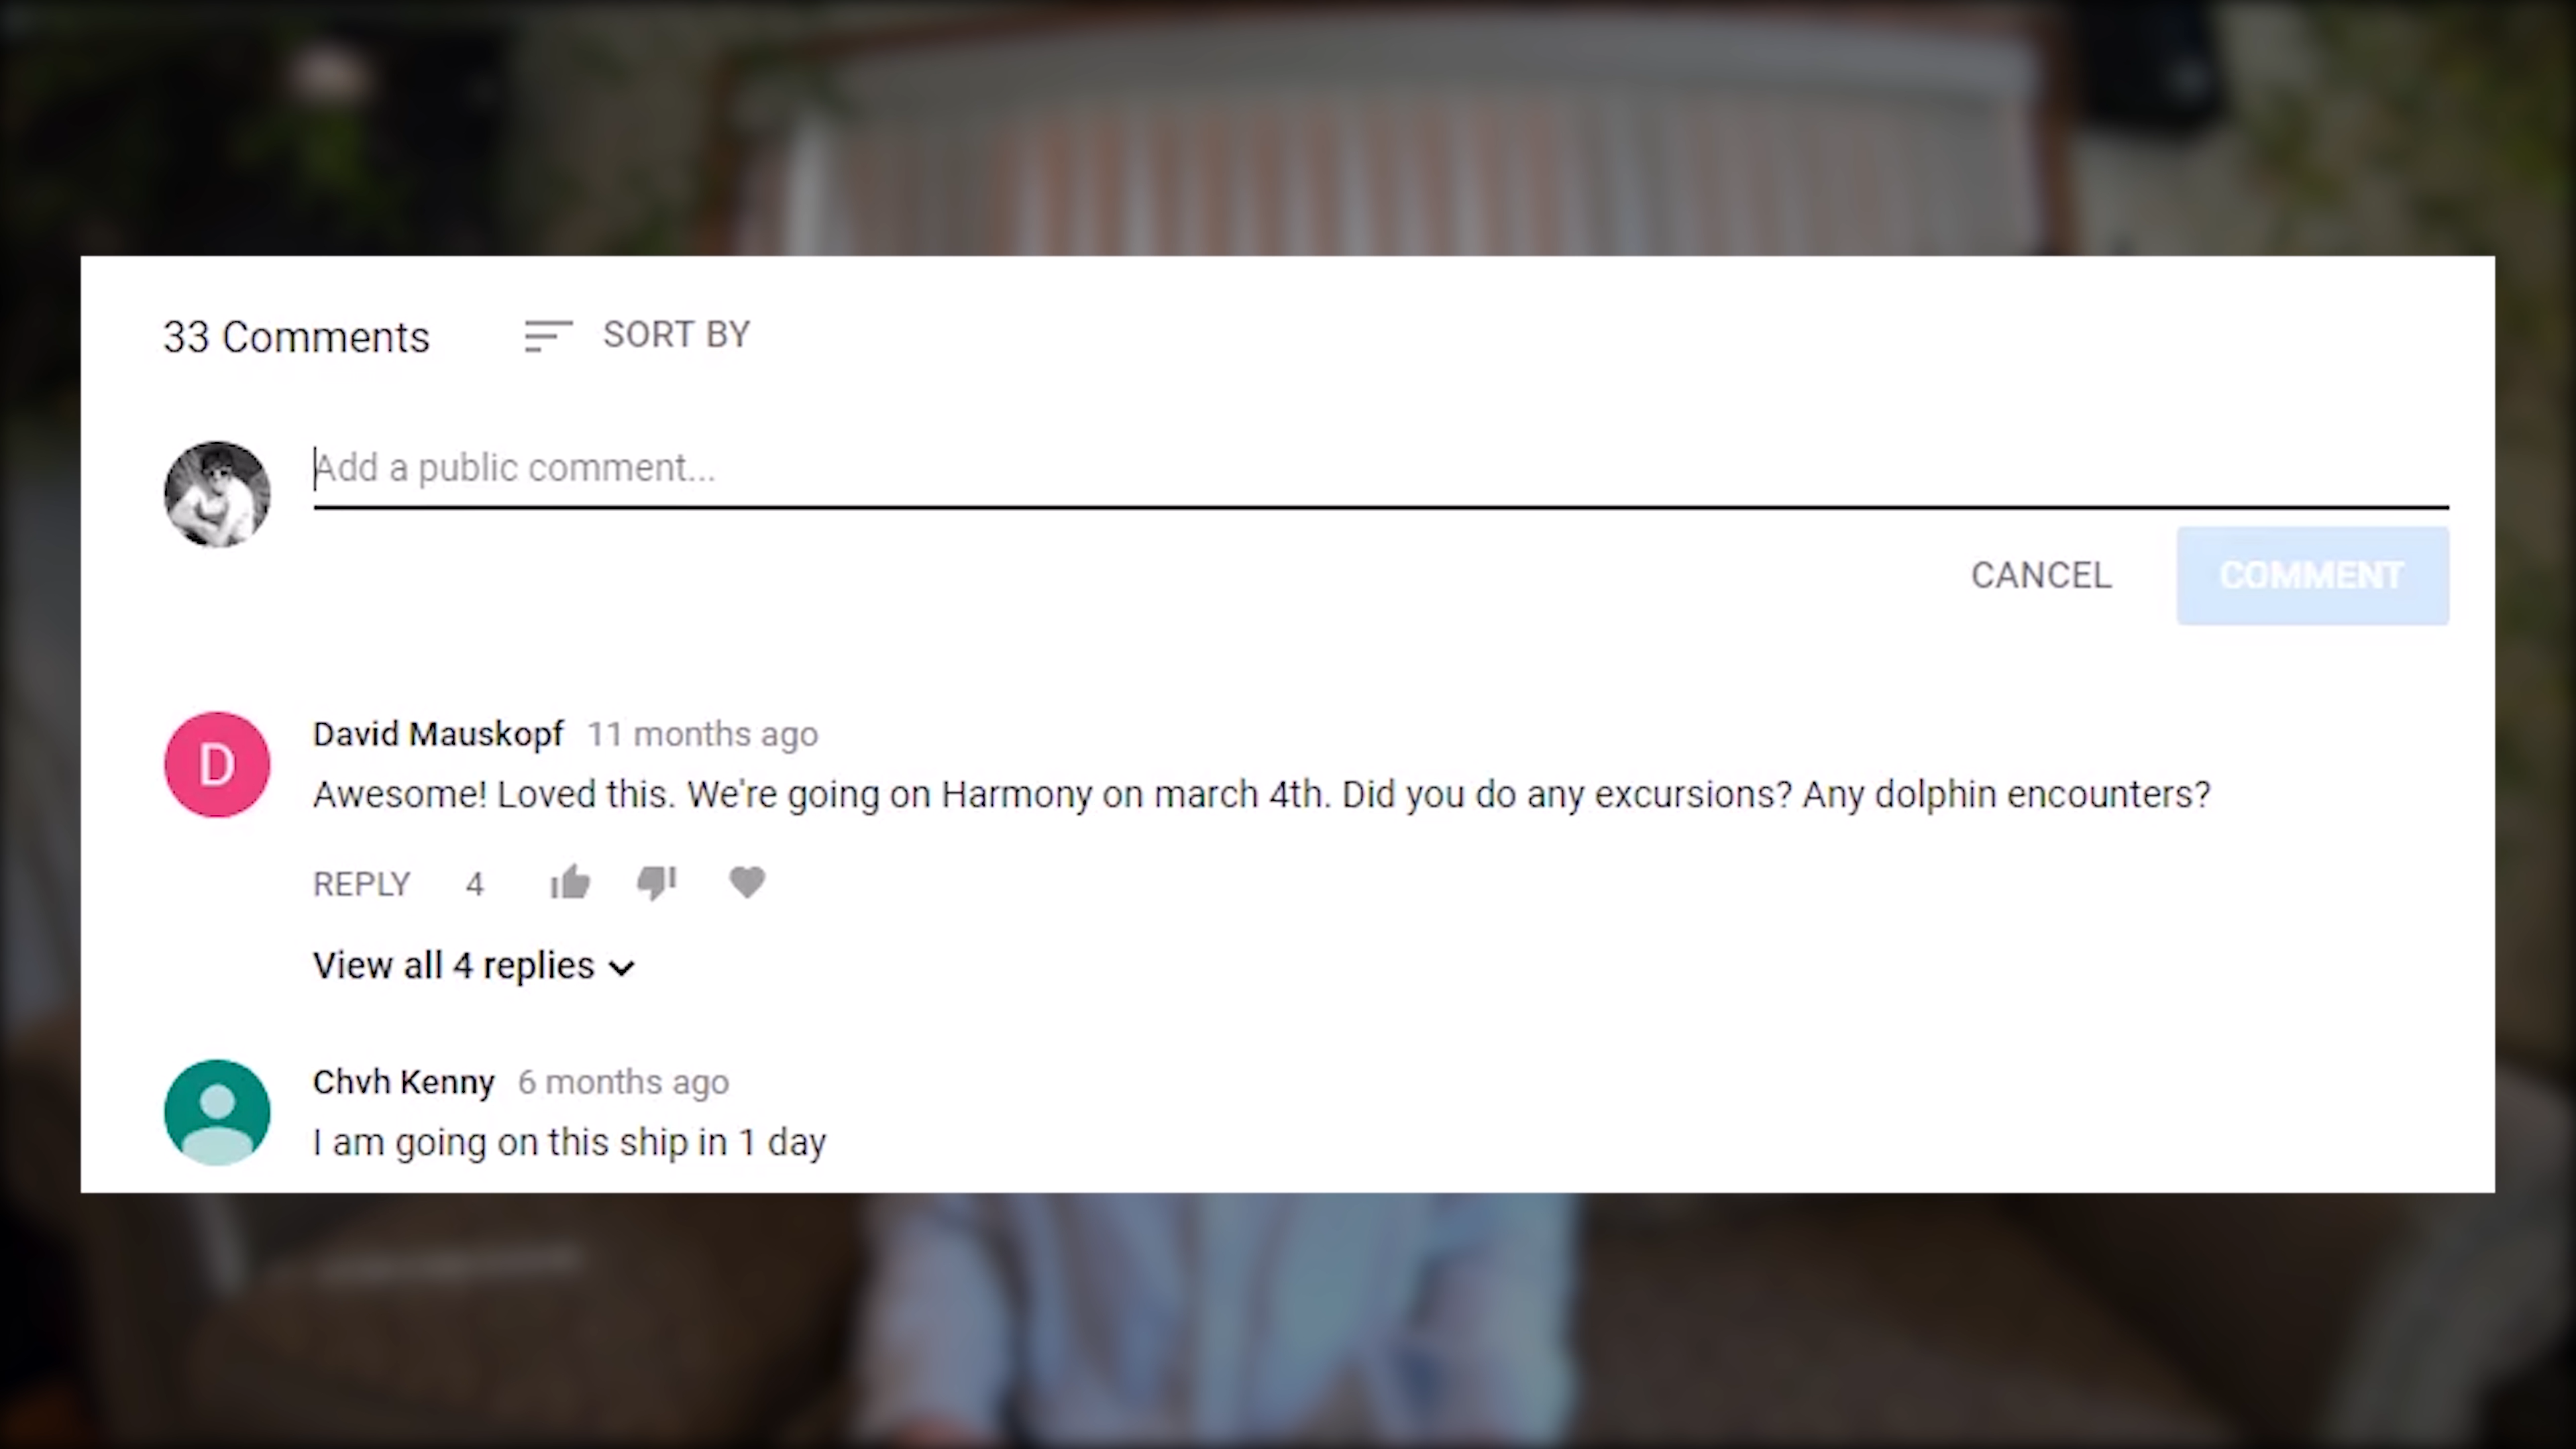 33 Comments SORT BY
Add a public comment...
CANCEL COMMENT
D
David Mauskopf 11 months ago
Awesome! Loved this. We're going on Harmony on march 4th. Did you do any excursions? Any dolphin encounters?
REPLY 4
View all 4 replies
Chvh Kenny 6 months ago
I am going on this ship in 1 day